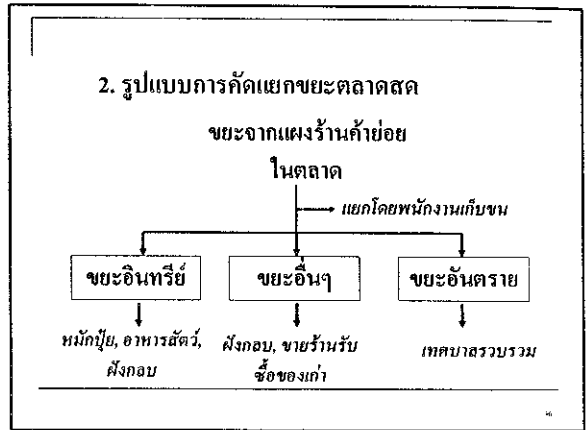 2. รูปแบบการคัดแยกขยะตลาดสด
ขยะจากแผงร้านค้าย่อย
ในตลาด
แยกโดยพนักงานเก็บขน
ขยะอินทรีย์
ขยะอื่นๆ
ขยะอันตราย
หมักปุ๋ย, อาหารสัตว์,
ฝังกลบ
ฝังกลบ, ขายร้านรับ
ซื้อของเก่า
เทศบาลรวบรวม